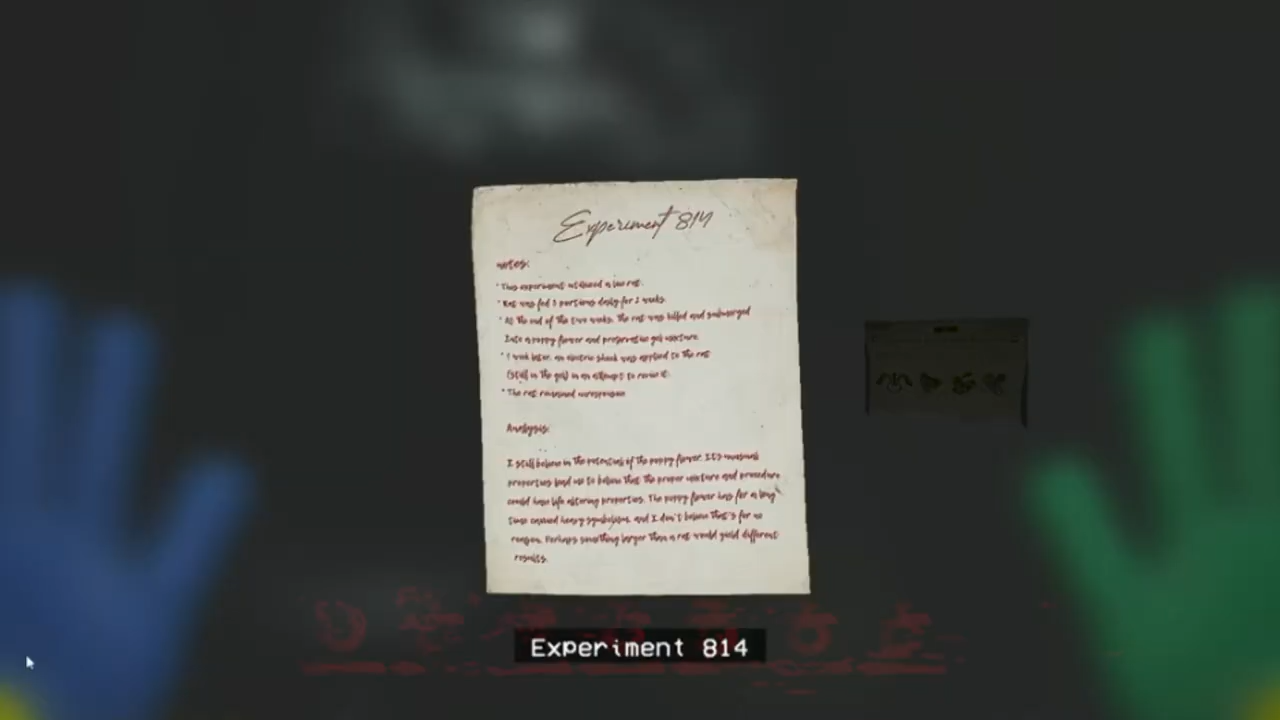 Experiment 814
notes:
* This experiment utilized a live rat.
* Rat was fed 3 portions daily for 2 weeks.
* At the end of the two weeks, the rat was killed and submerged
Into a poppy flower and preservative gel mixture
* 1 week later, an electric shock was applied to the rat
(still in the gel) in an attempt to revive it.
* The rat remained unresponsive
Analysis:
I still believe in the potential of the poppy flower. It's unusual
properties lead me to believe that the proper mixture and procedure
could have life altering properties. The poppy flower has for a long
time carried heavy symbolism, and I don't believe that's for no
reason. Perhaps something larger than a rat would yield different
results.
Experiment 814